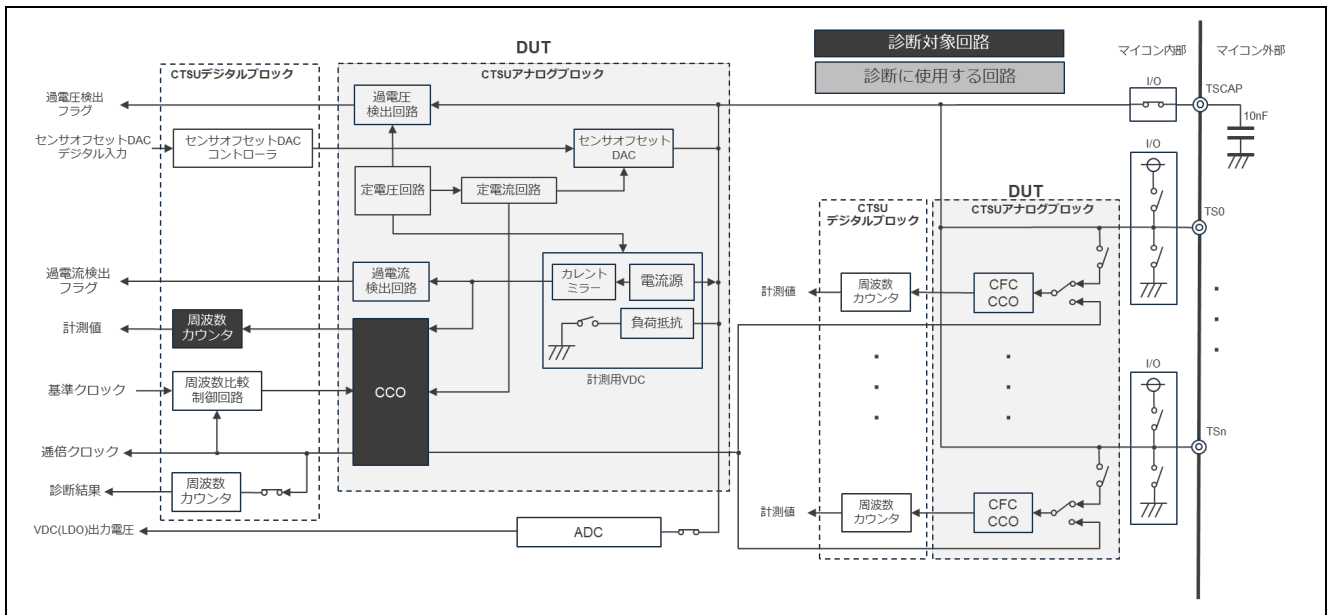 DUT
診断対象回路
診断に使用する回路
マイコン内部
マイコン外部
CTSUデジタルブロック
CTSUアナログブロック
I/O
TSCAP
10nF
過電圧検出
フラグ
過電圧
検出回路
センサオフセットDAC
デジタル入力
センサオフセットDAC
コントローラ
センサオフセット
DAC
定電圧回路
定電流回路
I/O
DUT
CTSU
デジタルブロック
CTSUアナログブロック
TS0
過電流検出
フラグ
過電流
検出回路
カレント
ミラー
電流源
負荷抵抗
計測用VDC
計測値
周波数
カウンタ
CFC
CCO
計測値
周波数
カウンタ
基準クロック
周波数比較
制御回路
CCO
I/O
逓倍クロック
TSn
診断結果
周波数
カウンタ
計測値
周波数
カウンタ
CFC
CCO
VDC(LDO)出力電圧
ADC